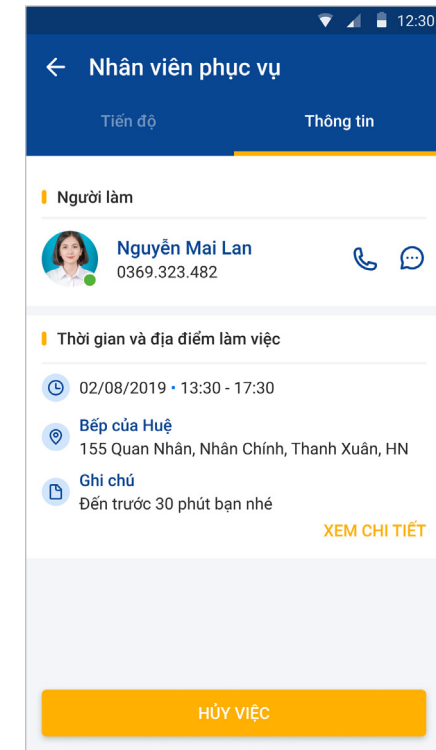 12:30
Nhân viên phục vụ
Tiến độ
Thông tin
Người làm
Nguyễn Mai Lan
0369.323.482
Thời gian và địa điểm làm việc
02/08/2019 • 13:30 - 17:30
Bếp của Huệ
155 Quan Nhân, Nhân Chính, Thanh Xuân, HN
Ghi chú
Đến trước 30 phút bạn nhé
XEM CHI TIẾT
HỦY VIỆC